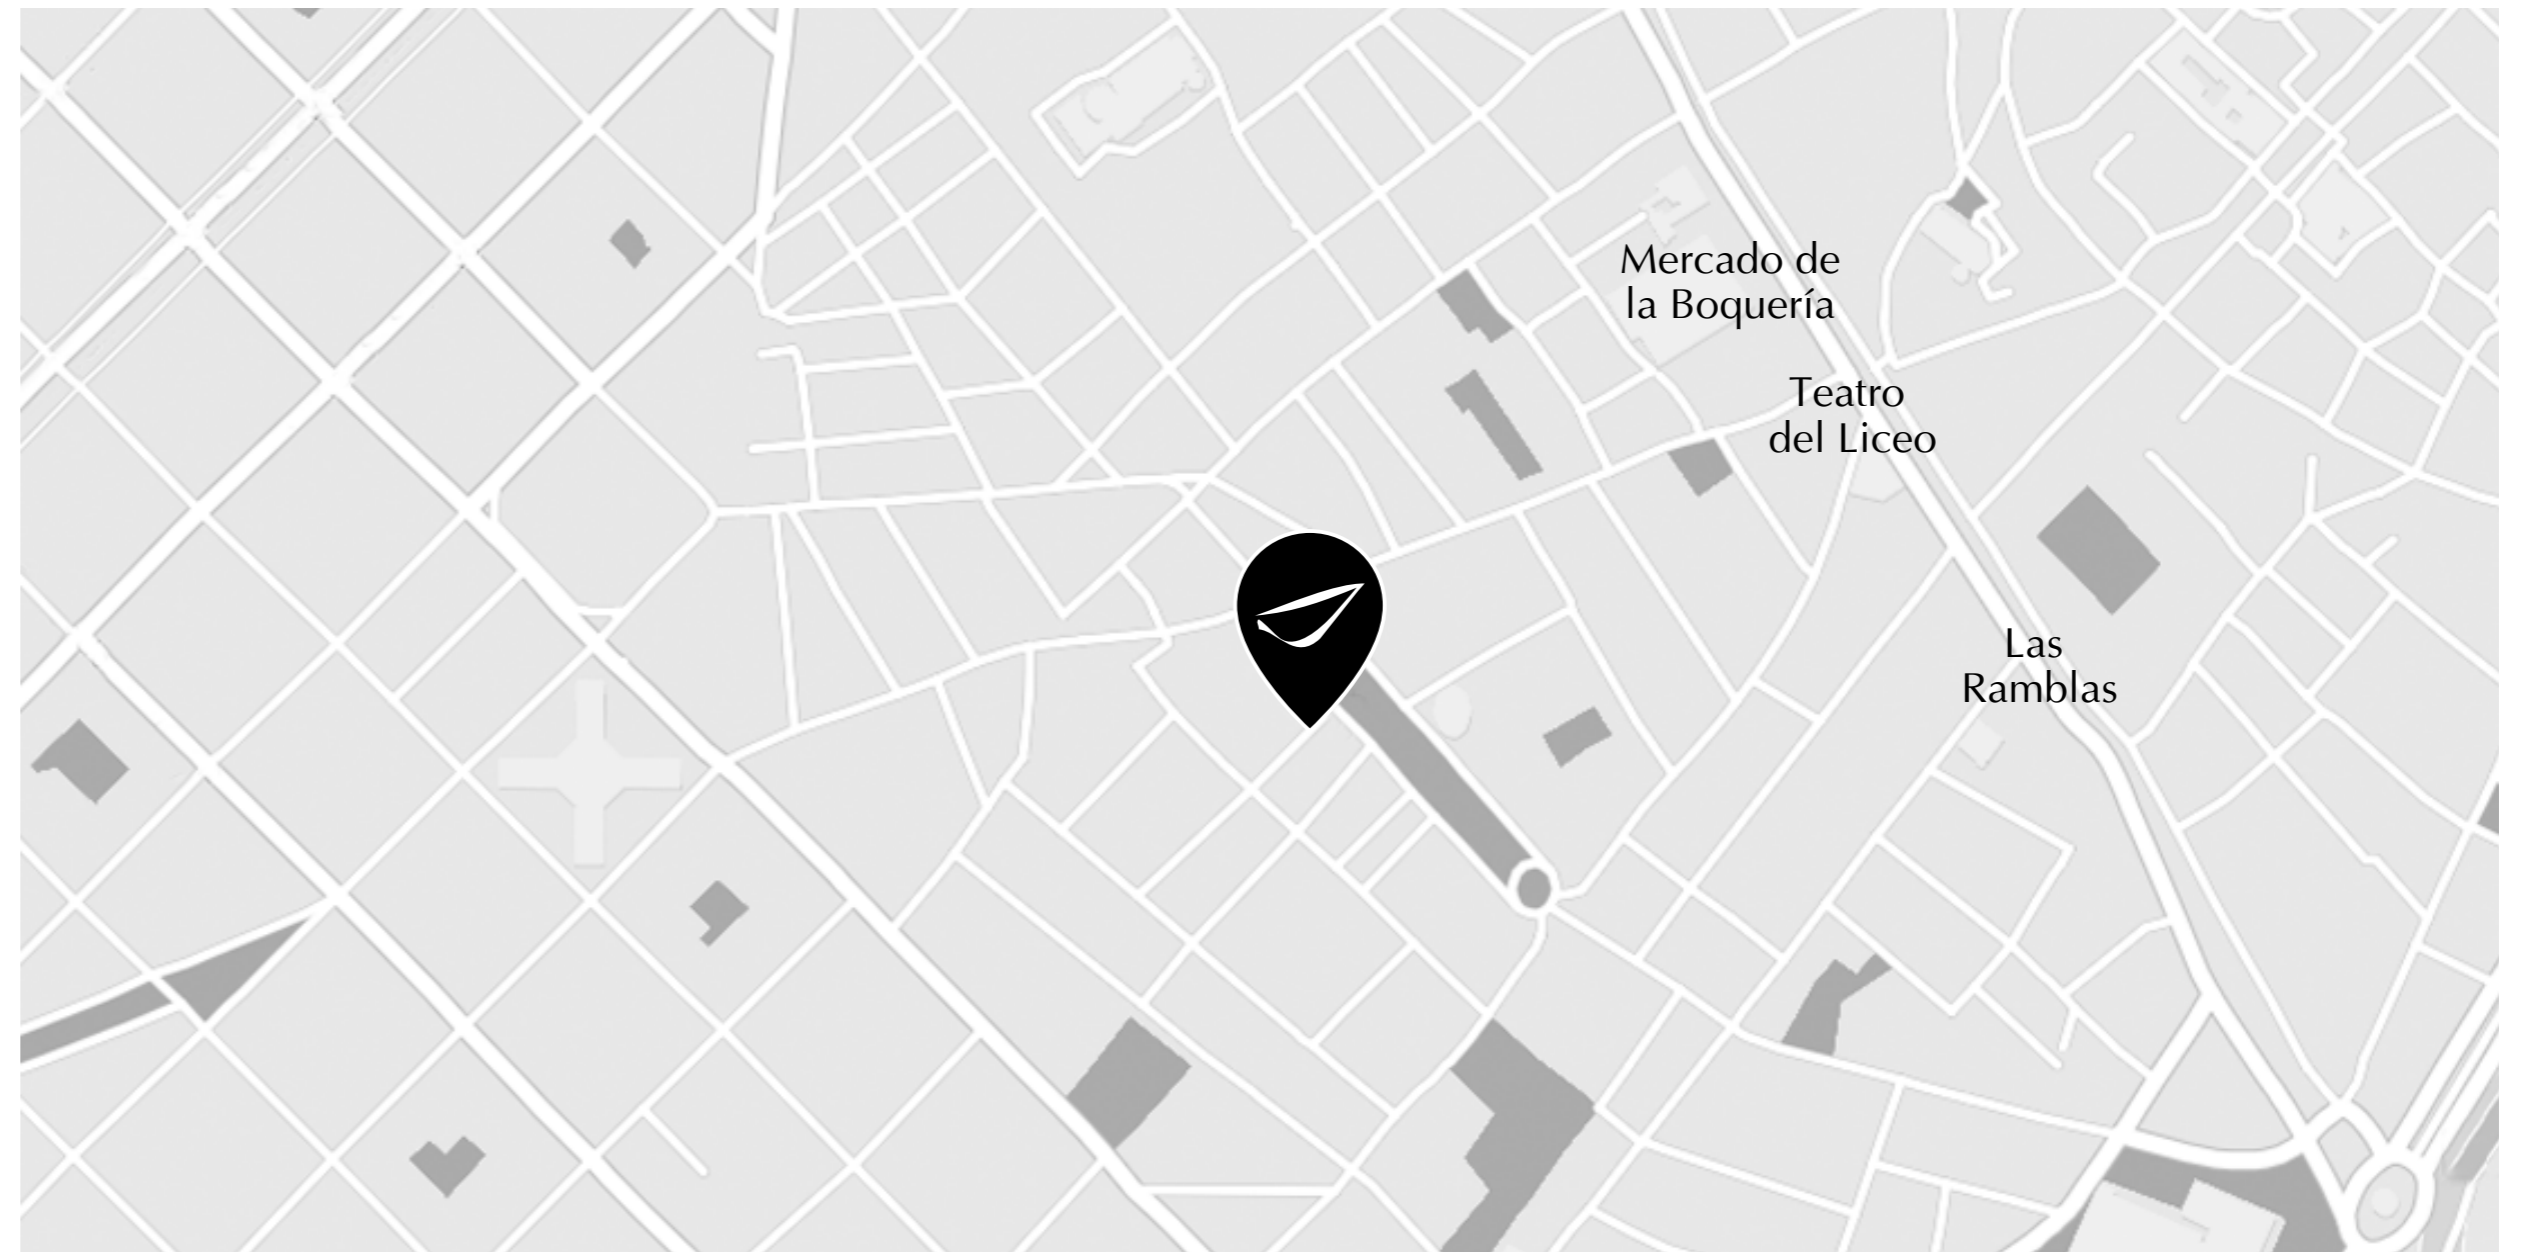 Mercado de
la Boquería
Teatro
del Liceo
Las
Ramblas